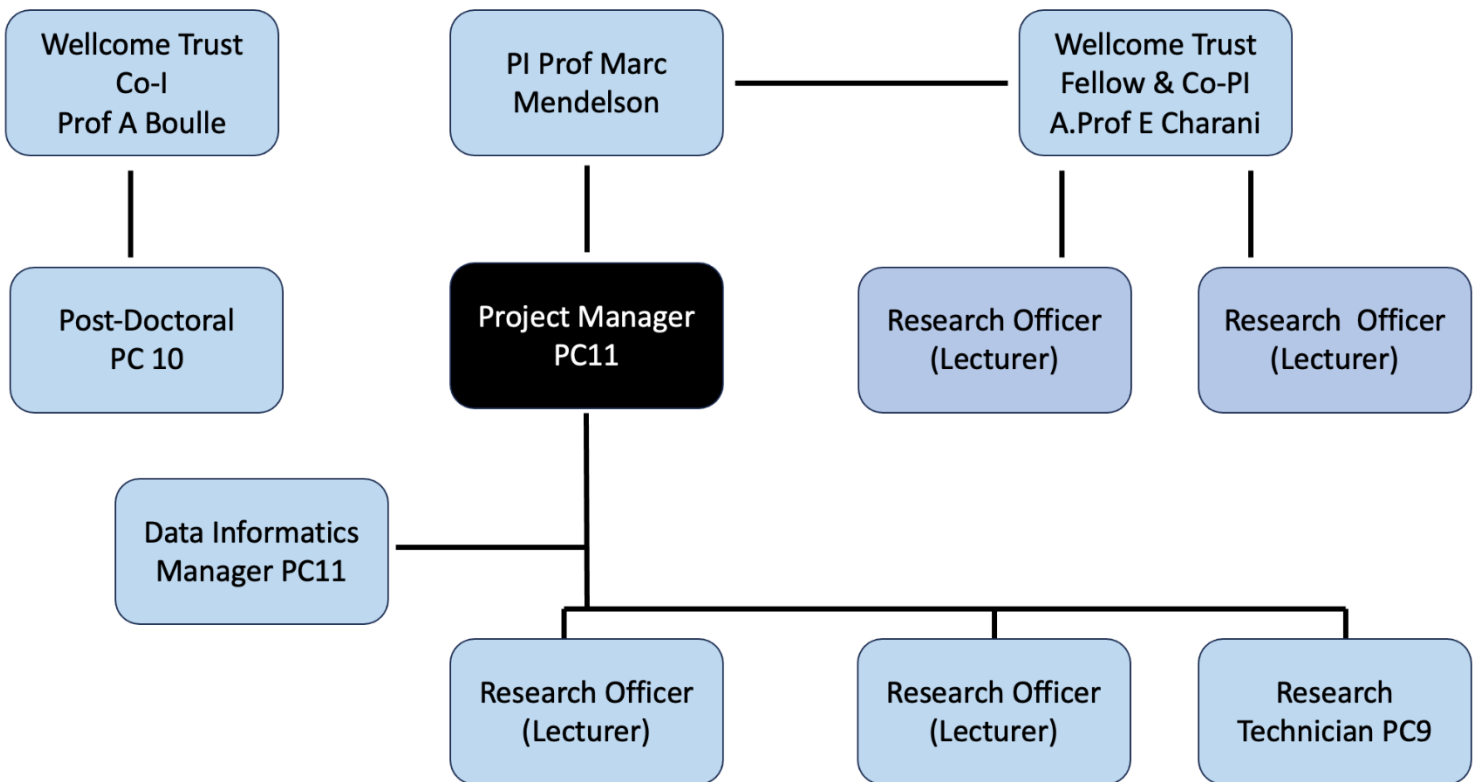 Wellcome Trust
Co-I
Prof A Boulle
PI Prof Marc
Mendelson
Wellcome Trust
Fellow & Co-PI
A.Prof E Charani
Post-Doctoral
PC 10
Project Manager
PC11
Research Officer
(Lecturer)
Research Officer
(Lecturer)
Data Informatics
Manager PC11
Research Officer
(Lecturer)
Research Officer
(Lecturer)
Research
Technician PC9